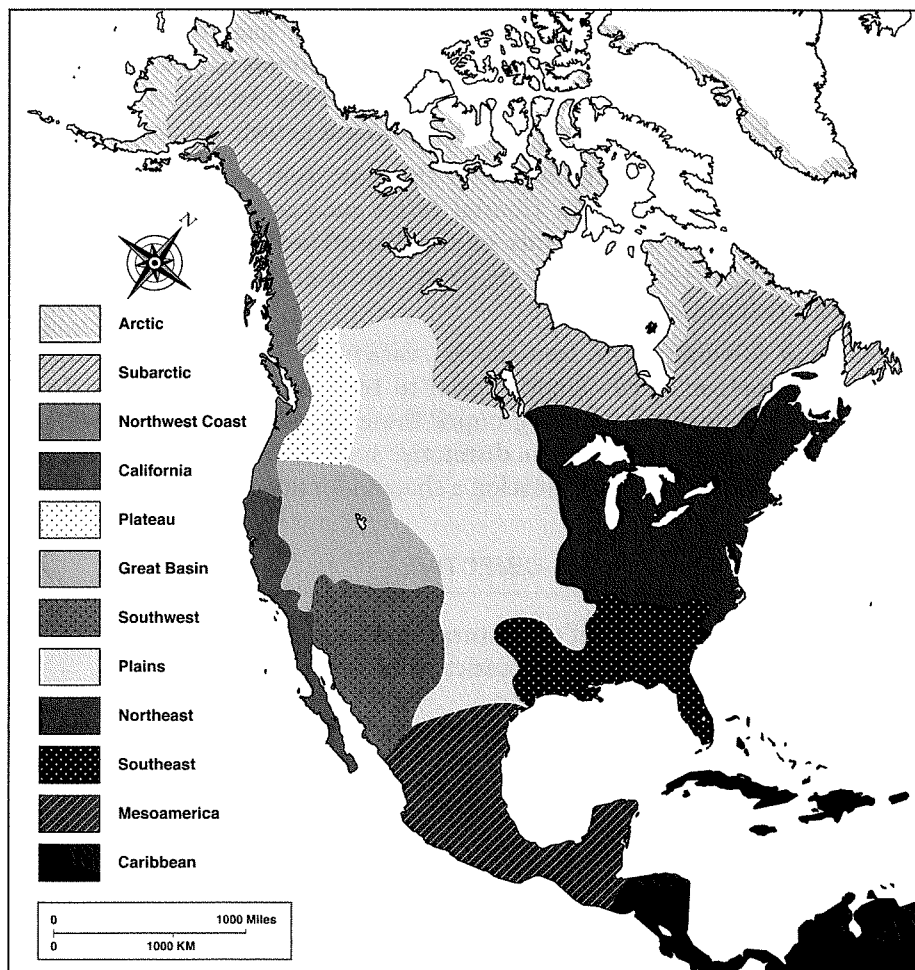 N
Arctic
Subarctic
Northwest Coast
California
Plateau
Great Basin
Southwest
Plains
Northeast
Southeast
Mesoamerica
Caribbean
0 1000 Miles
0 1000 KM